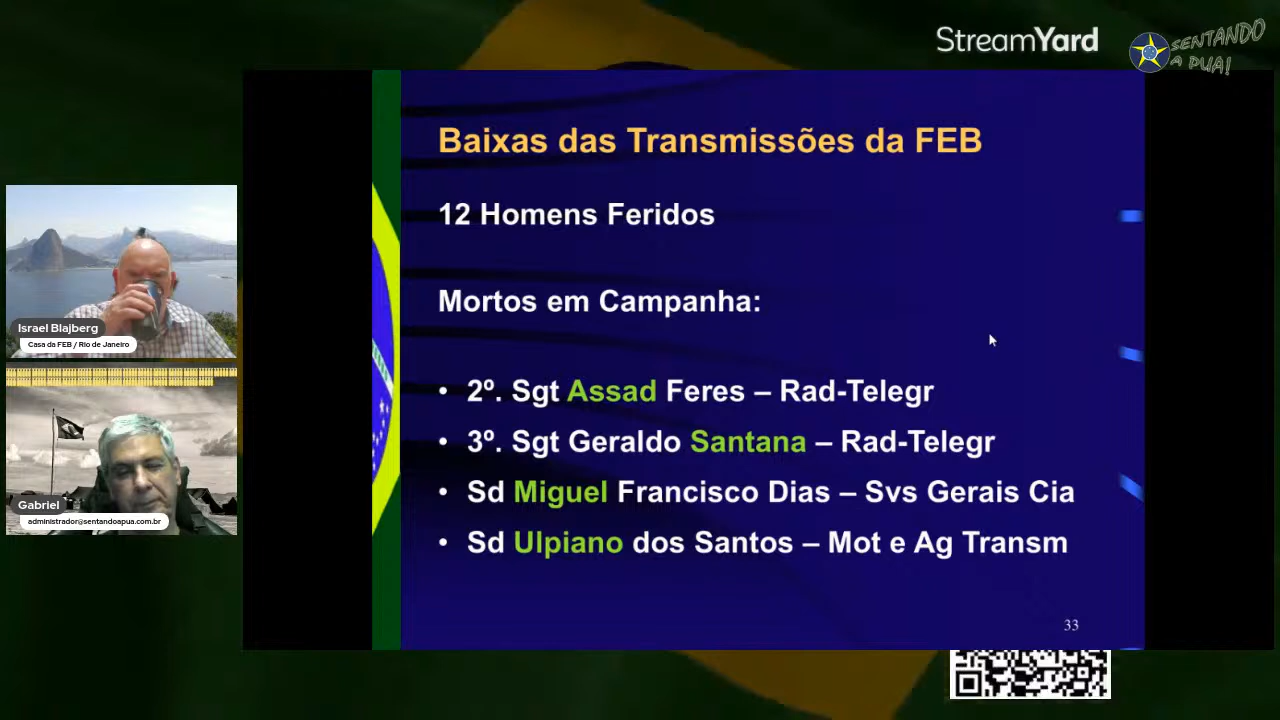 StreamYard
SENTANDO
A PUA!
Baixas das Transmissões da FEB
12 Homens Feridos
Mortos em Campanha:
• 2º. Sgt Assad Feres – Rad-Telegr
• 3º. Sgt Geraldo Santana – Rad-Telegr
• Sd Miguel Francisco Dias – Svs Gerais Cia
• Sd Ulpiano dos Santos – Mot e Ag Transm
33
Israel Blajberg
Casa da FEB / Rio de Janeiro
Gabriel
administrador@sentandoapua.com.br